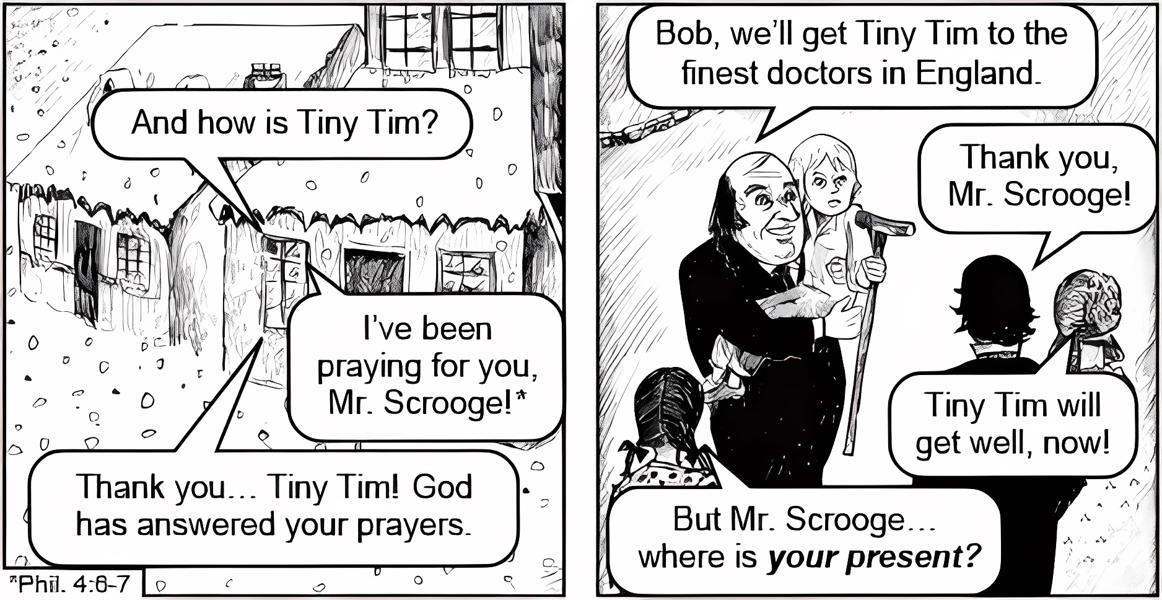 And how is Tiny Tim?
I've been
praying for you,
Mr. Scrooge!*
Thank you... Tiny Tim! God
has answered your prayers.
*Phil. 4:6-7
Bob, we'll get Tiny Tim to the
finest doctors in England.
Thank you,
Mr. Scrooge!
Tiny Tim will
get well, now!
But Mr. Scrooge...
where is your present?